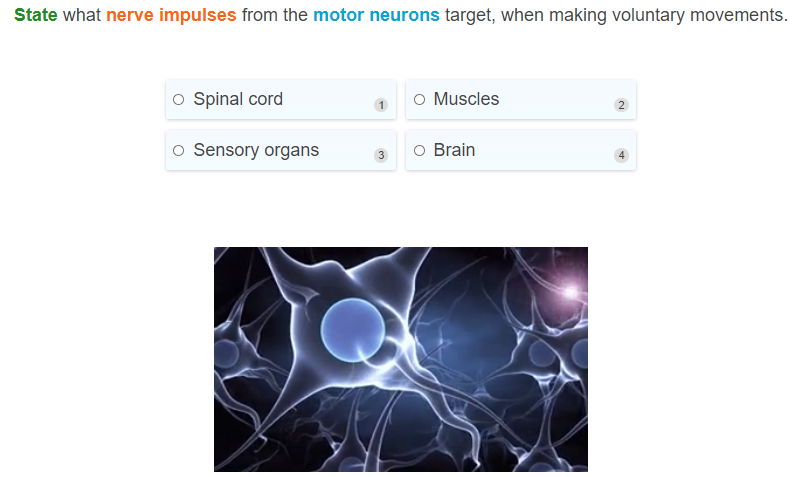 State what nerve impulses from the motor neurons target, when making voluntary movements.
Spinal cord 1
Muscles 2
Sensory organs 3
Brain 4